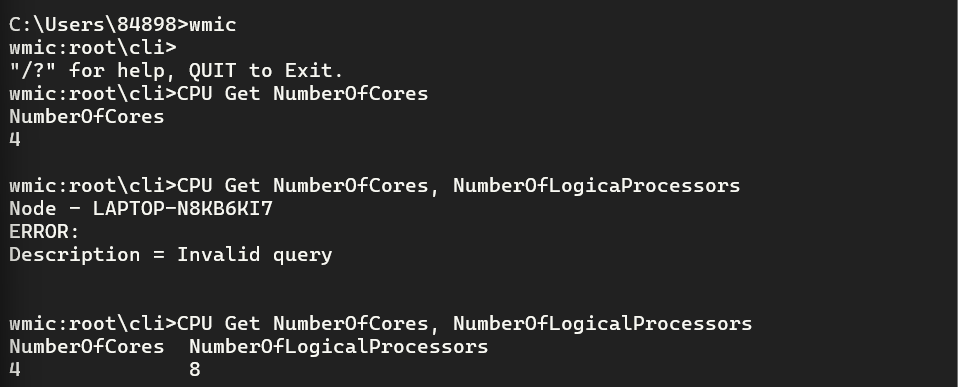 C:\Users\84898>wmic
wmic:root\cli>
"/?" for help, QUIT to Exit.
wmic:root\cli>CPU Get NumberOfCores
NumberOfCores
4
wmic:root\cli>CPU Get NumberOfCores, NumberOfLogicaProcessors
Node - LAPTOP-N8KB6KI7
ERROR:
Description = Invalid query
wmic:root\cli>CPU Get NumberOfCores, NumberOfLogicalProcessors
NumberOfCores  NumberOfLogicalProcessors
4              8